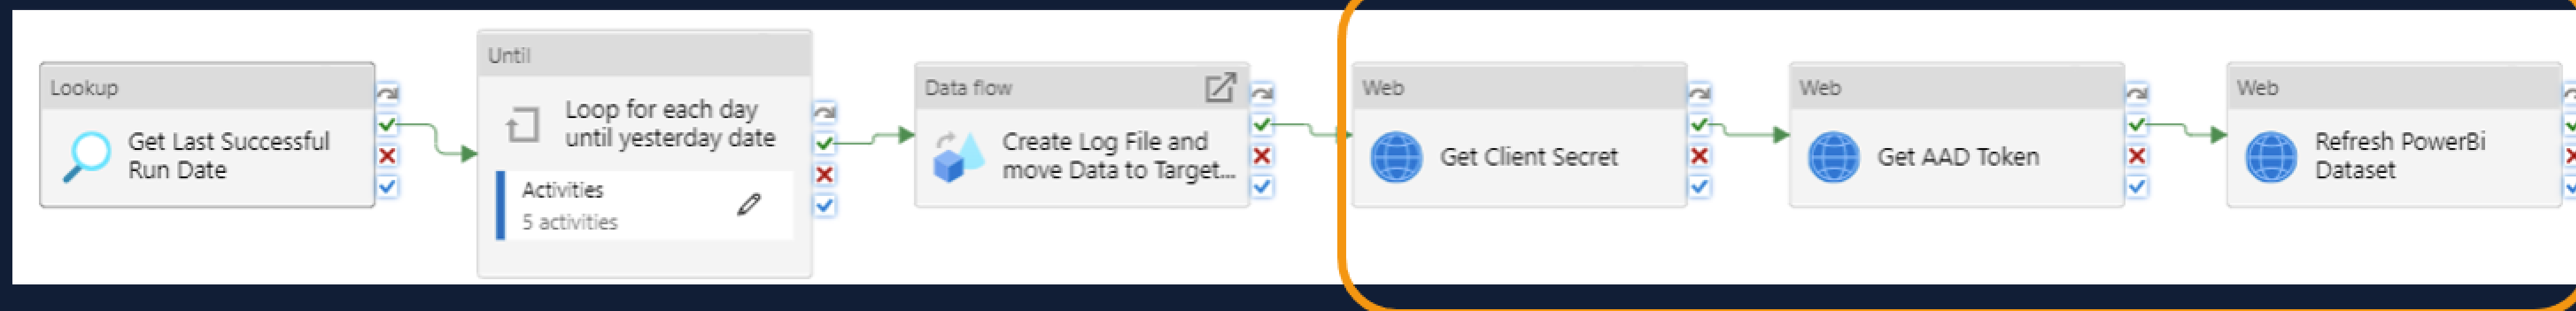 Lookup
Get Last Successful
Run Date
Until
Loop for each day
until yesterday date
Activities
5 activities
Data flow
Create Log File and
move Data to Target...
Web
Get Client Secret
Web
Get AAD Token
Web
Refresh PowerBi
Dataset